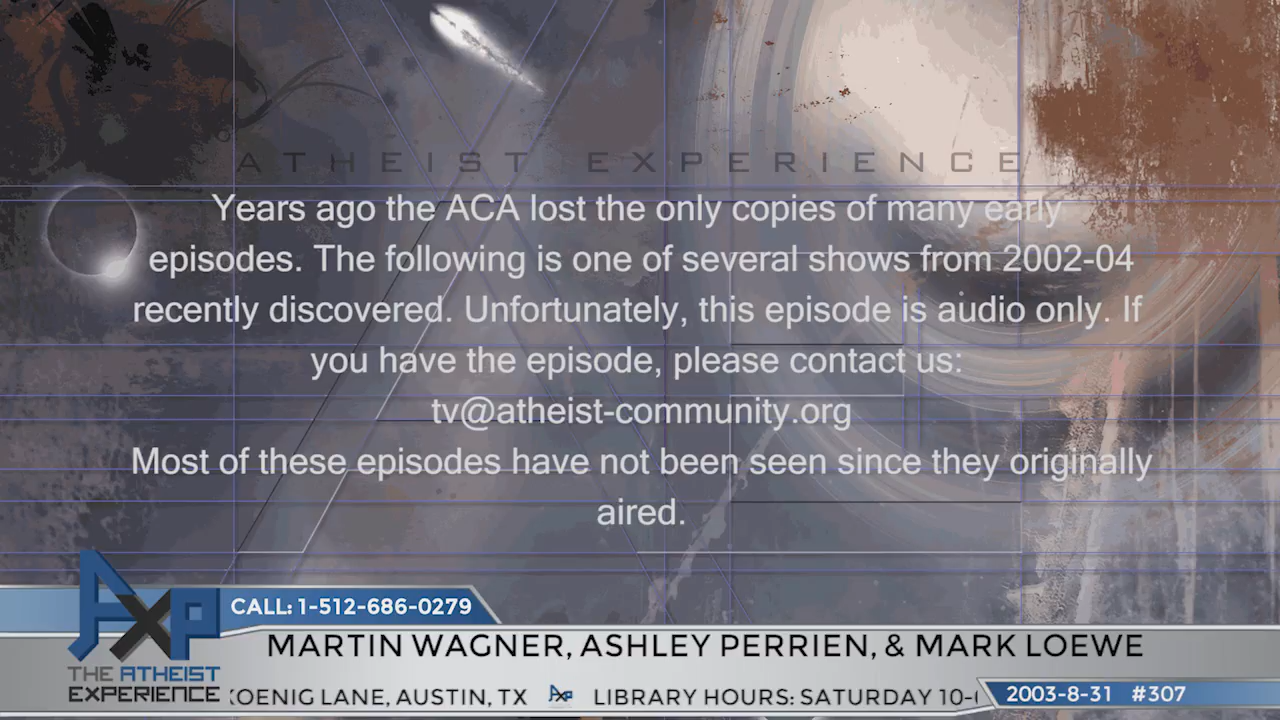 ATHEIST EXPERIENCE
Years ago the ACA lost the only copies of many early
episodes. The following is one of several shows from 2002-04
recently discovered. Unfortunately, this episode is audio only. If
you have the episode, please contact us:
tv@atheist-community.org
Most of these episodes have not been seen since they originally
aired.
AXP
THE ATHEIST
EXPERIENCE
CALL: 1-512-686-0279
MARTIN WAGNER, ASHLEY PERRIEN, & MARK LOEWE
KOENIG LANE, AUSTIN, TX AXP LIBRARY HOURS: SATURDAY 10-
2003-8-31 #307